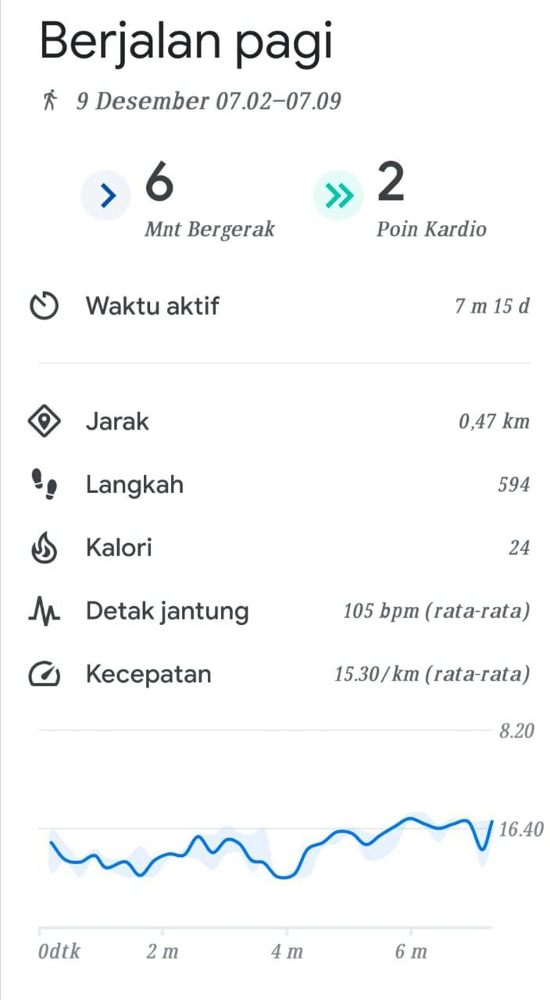 Berjalan pagi
9 Desember 07.02–07.09
6
Mnt Bergerak
2
Poin Kardio
Waktu aktif 7 m 15 d
Jarak 0,47 km
Langkah 594
Kalori 24
Detak jantung 105 bpm (rata-rata)
Kecepatan 15.30/km (rata-rata)
8.20
16.40
0dtk 2 m 4 m 6 m